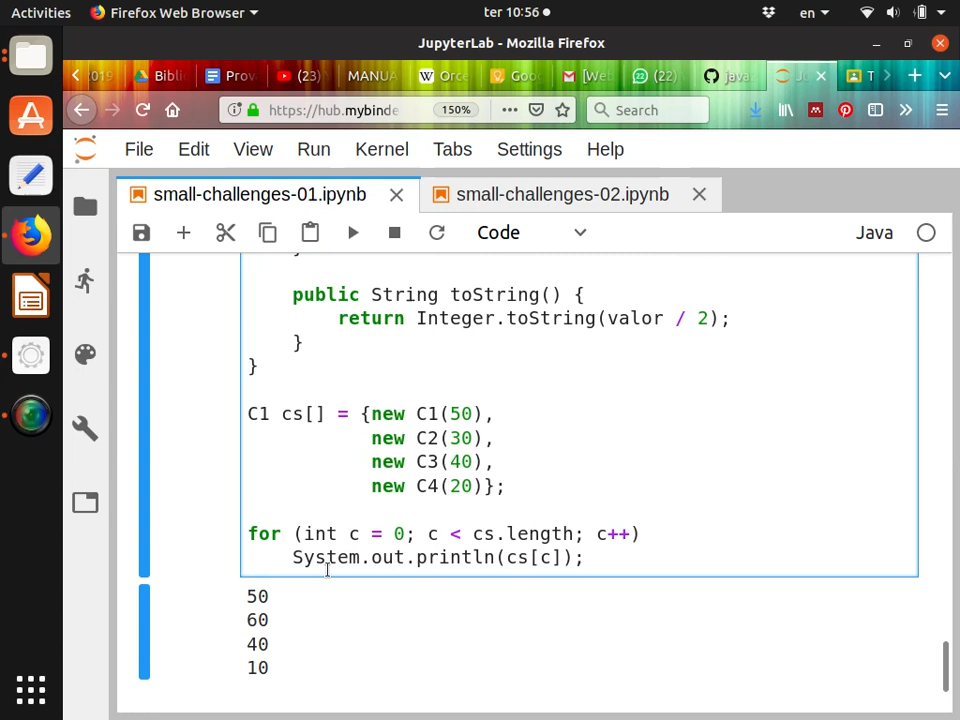 Activities Firefox Web Browser ter 10:56 en
JupyterLab - Mozilla Firefox
2019 Bibli Prov (23) MANUA Orce Goo [We (22) java T
https://hub.mybinde 150% Search
File Edit View Run Kernel Tabs Settings Help
small-challenges-01.ipynb small-challenges-02.ipynb
Code Java
}
public String toString() {
return Integer.toString(valor / 2);
}
}
C1 cs[] = {new C1(50),
new C2(30),
new C3(40),
new C4(20)};
for (int c = 0; c < cs.length; c++)
System.out.println(cs[c]);
50
60
40
10